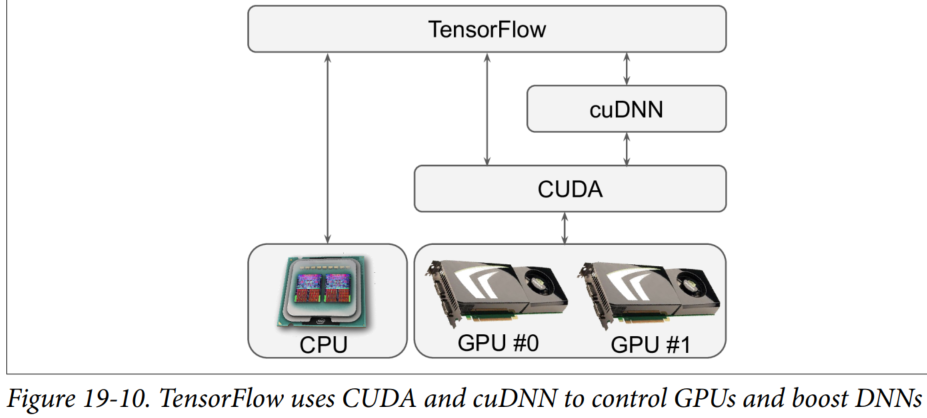 TensorFlow
cuDNN
CUDA
CPU
GPU #0
GPU #1
Figure 19-10. TensorFlow uses CUDA and cuDNN to control GPUs and boost DNNs